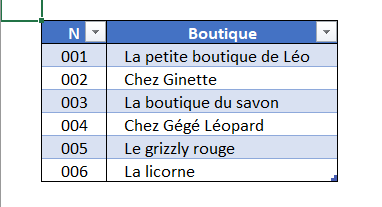 N Boutique
001 La petite boutique de Léo
002 Chez Ginette
003 La boutique du savon
004 Chez Gégé Léopard
005 Le grizzly rouge
006 La licorne